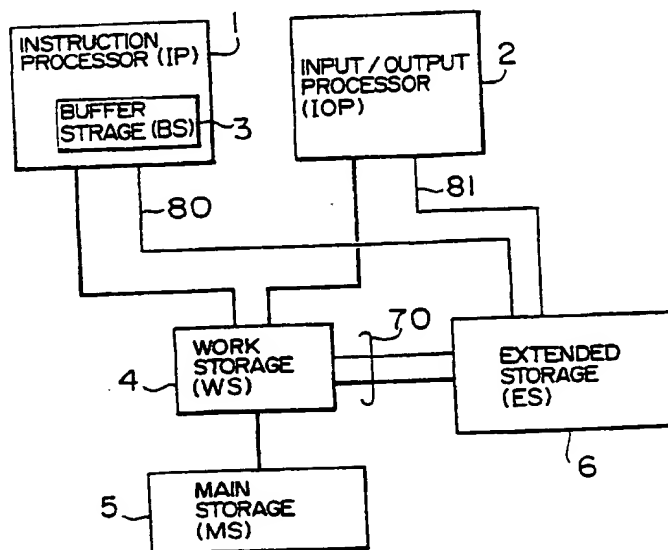 1
INSTRUCTION
PROCESSOR (IP)
BUFFER
STRAGE (BS)
3
INPUT / OUTPUT
PROCESSOR
(IOP)
2
80
81
70
WORK
STORAGE
(WS)
4
EXTENDED
STORAGE
(ES)
6
MAIN
STORAGE
(MS)
5